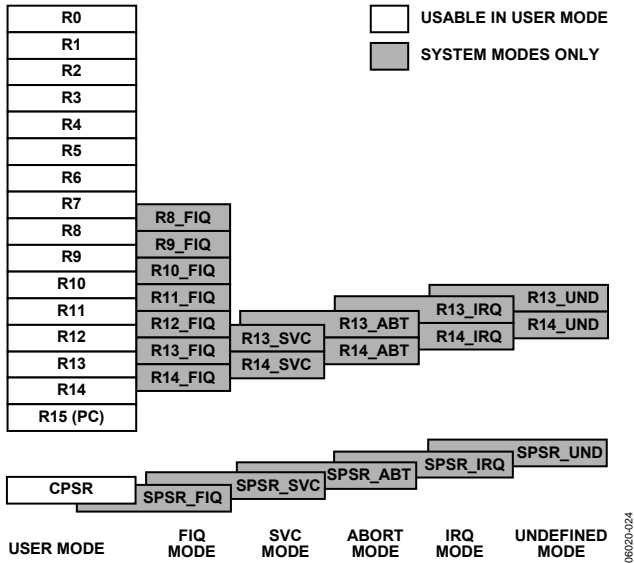 R0
R1
R2
R3
R4
R5
R6
R7
R8
R9
R10
R11
R12
R13
R14
R15 (PC)
R8_FIQ
R9_FIQ
R10_FIQ
R11_FIQ
R12_FIQ
R13_FIQ
R14_FIQ
R13_SVC
R14_SVC
R13_ABT
R14_ABT
R13_IRQ
R14_IRQ
R13_UND
R14_UND
USABLE IN USER MODE
SYSTEM MODES ONLY
CPSR
SPSR_FIQ
SPSR_SVC
SPSR_ABT
SPSR_IRQ
SPSR_UND
USER MODE
FIQ
MODE
SVC
MODE
ABORT
MODE
IRQ
MODE
UNDEFINED
MODE
06020-024